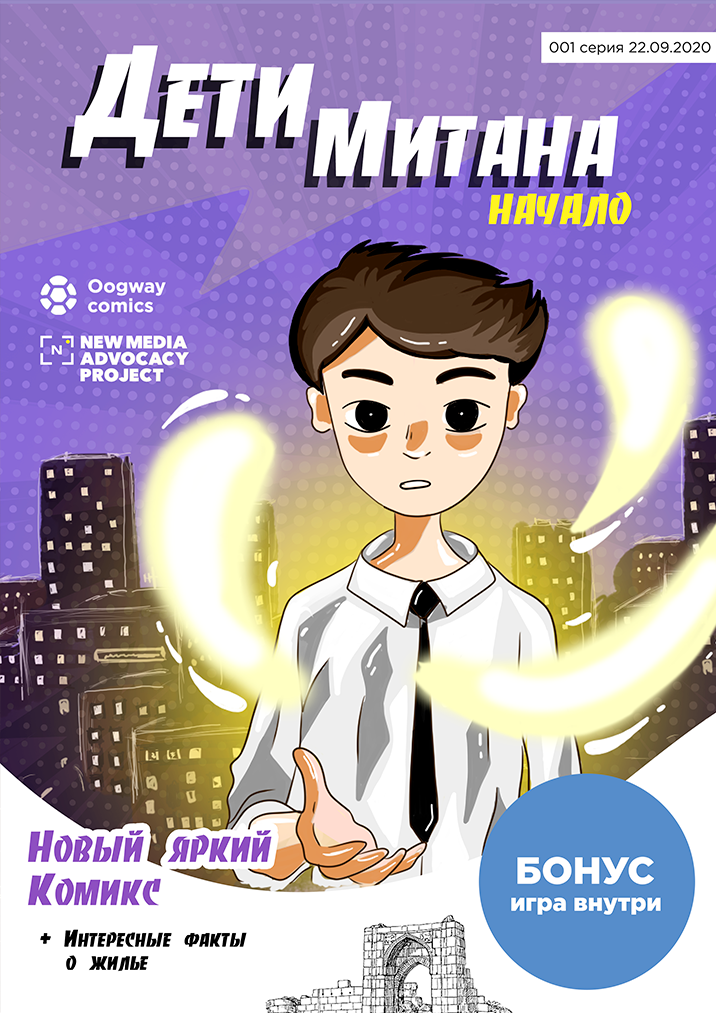 001 серия 22.09.2020
Дети
Митана
НАЧАЛО
Oogway
comics
N
NEW MEDIA
ADVOCACY
PROJECT
Новый яркий
Комикс
+ Интересные факты
о жилье
БОНУС
игра внутри